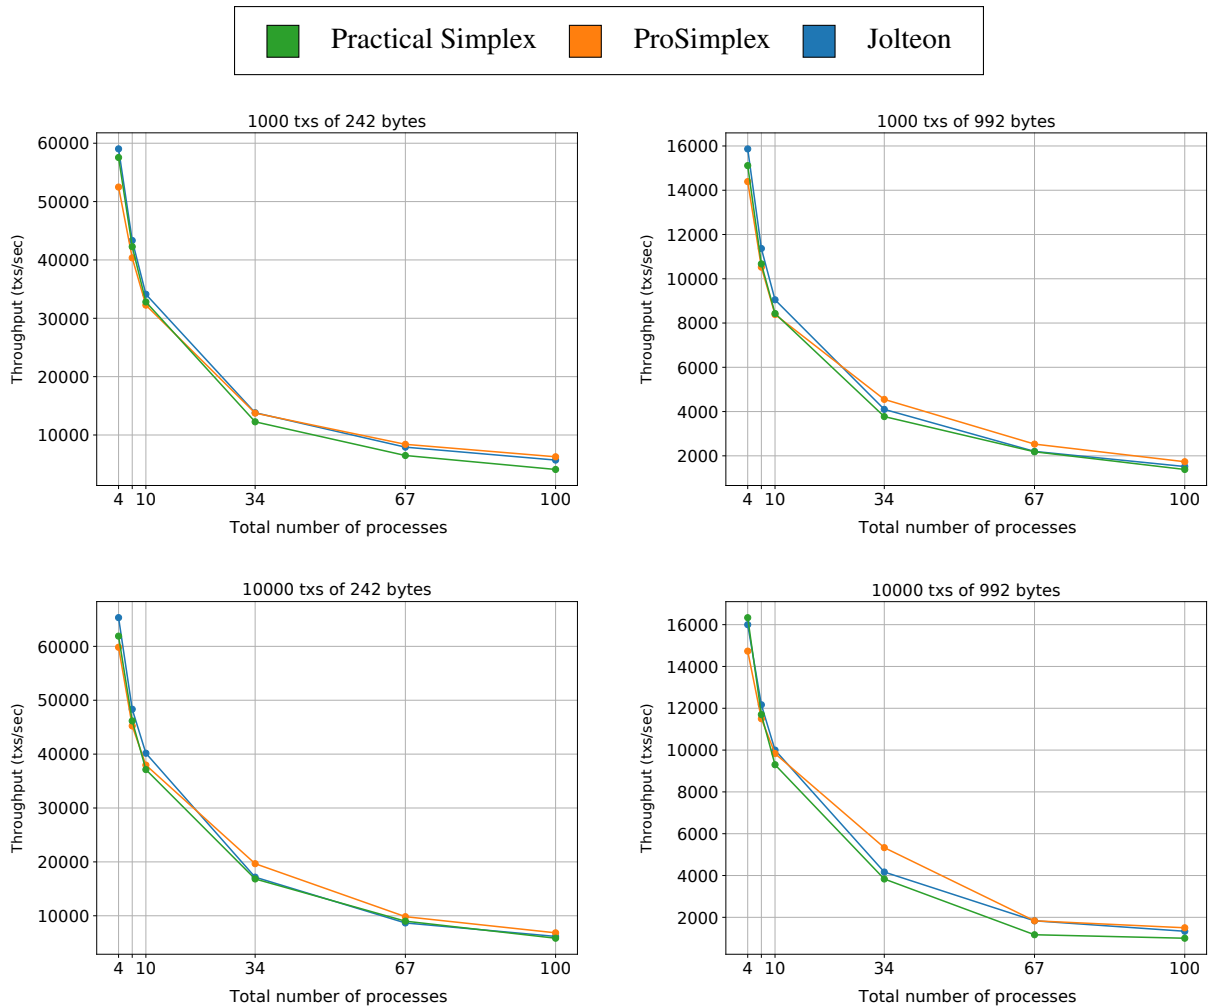 Practical Simplex ProSimplex Jolteon
1000 txs of 242 bytes
60000
50000
40000
30000
20000
10000
Throughput (txs/sec)
4 10 34 67 100
Total number of processes
1000 txs of 992 bytes
16000
14000
12000
10000
8000
6000
4000
2000
Throughput (txs/sec)
4 10 34 67 100
Total number of processes
10000 txs of 242 bytes
60000
50000
40000
30000
20000
10000
Throughput (txs/sec)
4 10 34 67 100
Total number of processes
10000 txs of 992 bytes
16000
14000
12000
10000
8000
6000
4000
2000
Throughput (txs/sec)
4 10 34 67 100
Total number of processes